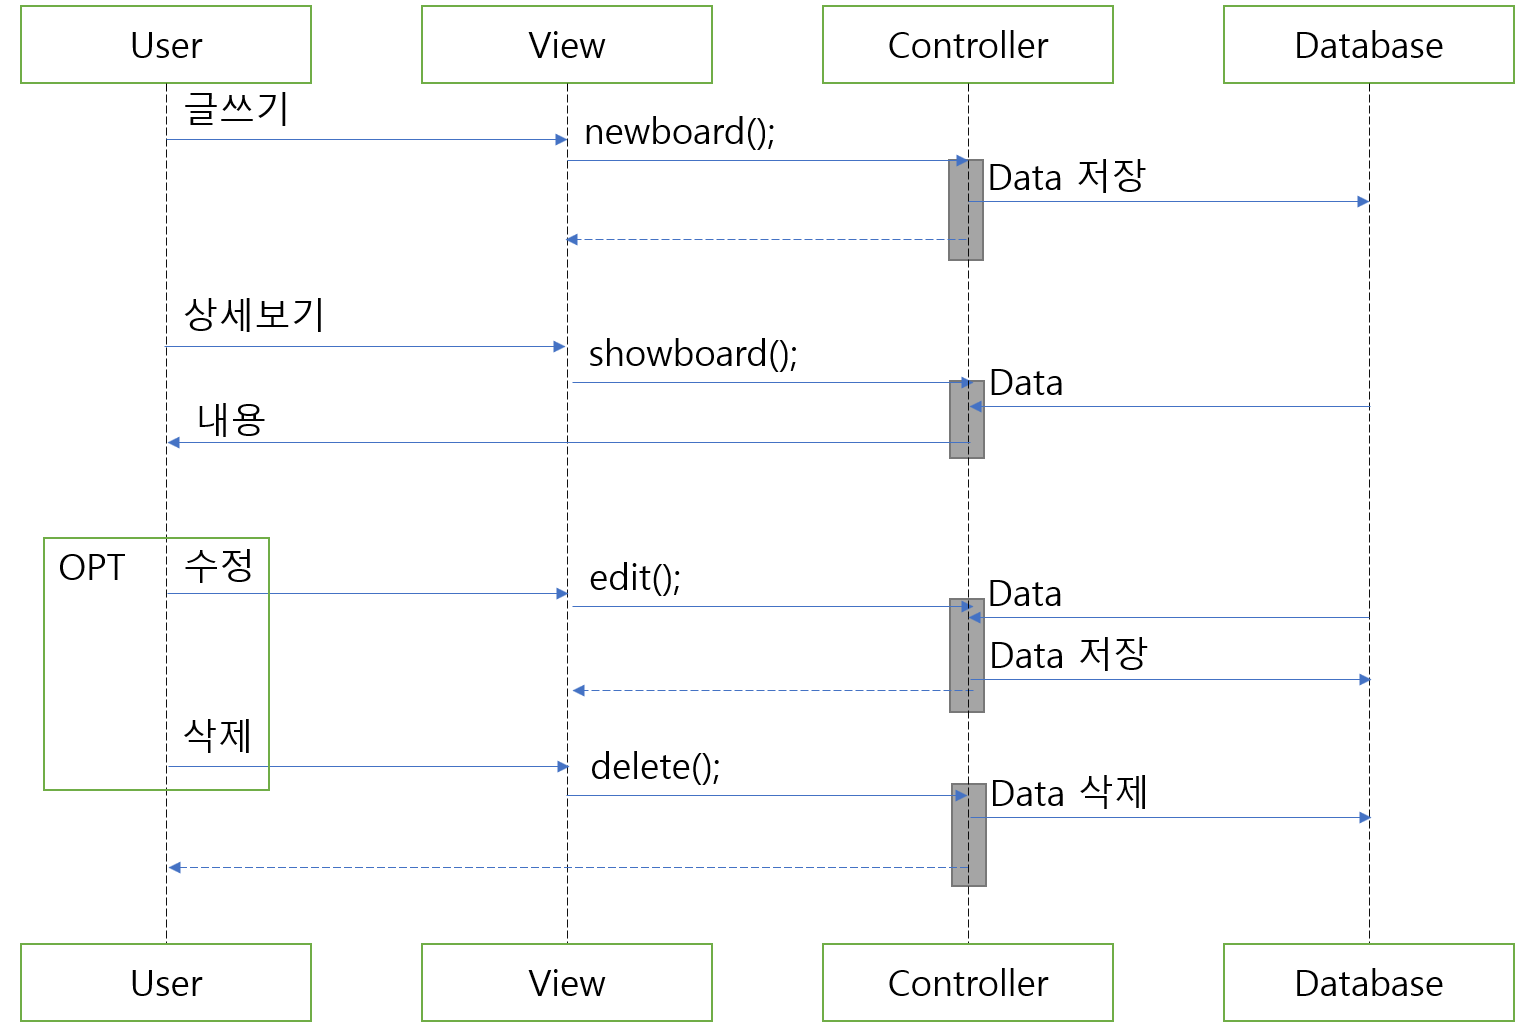 User
View
Controller
Database
글쓰기
newboard();
Data 저장
상세보기
showboard();
Data
내용
OPT
수정
edit();
Data
Data 저장
삭제
delete();
Data 삭제
User
View
Controller
Database